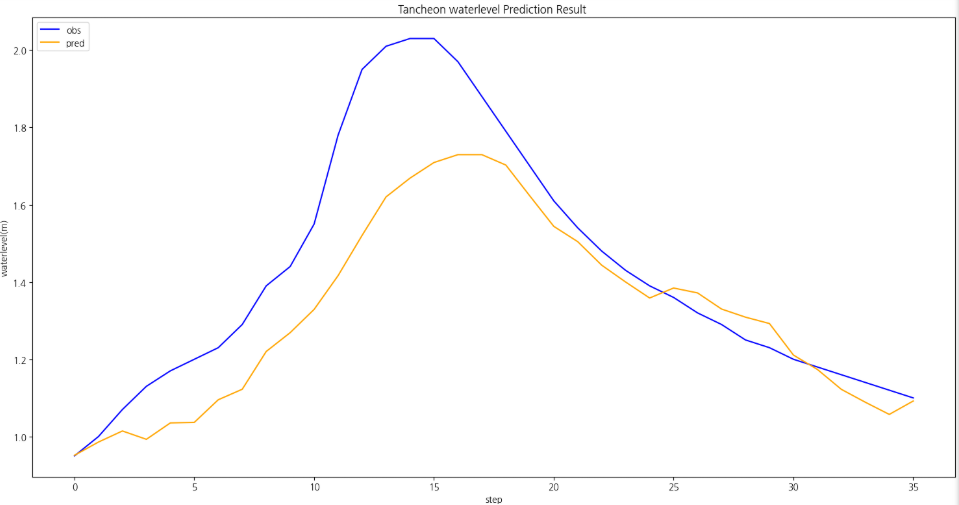 Tancheon waterlevel Prediction Result
obs
pred
2.0
1.8
1.6
1.4
1.2
1.0
waterlevel(m)
0 5 10 15 20 25 30 35
step